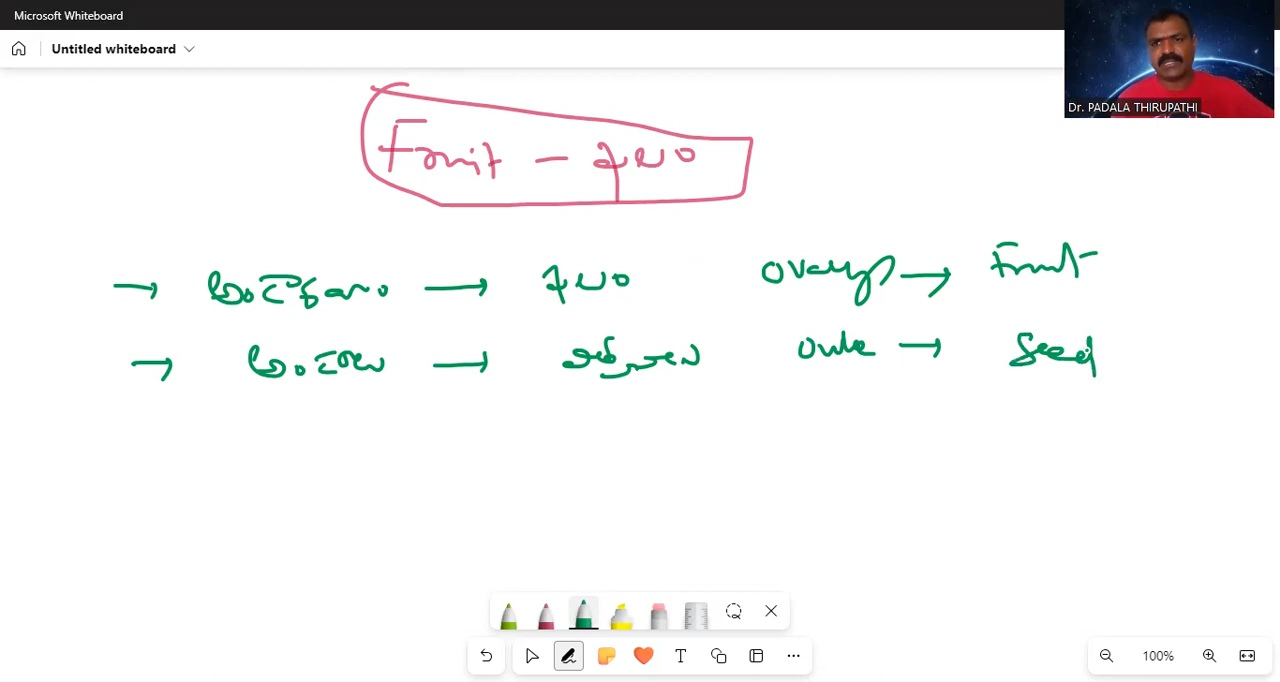 Microsoft Whiteboard
Untitled whiteboard
Dr. PADALA THIRUPATHI
Fruit – ఫలం
→ అండాశయం → ఫలం ovary → Fruit
→ అండాలు → విత్తనాలు ovule → Seed
100%